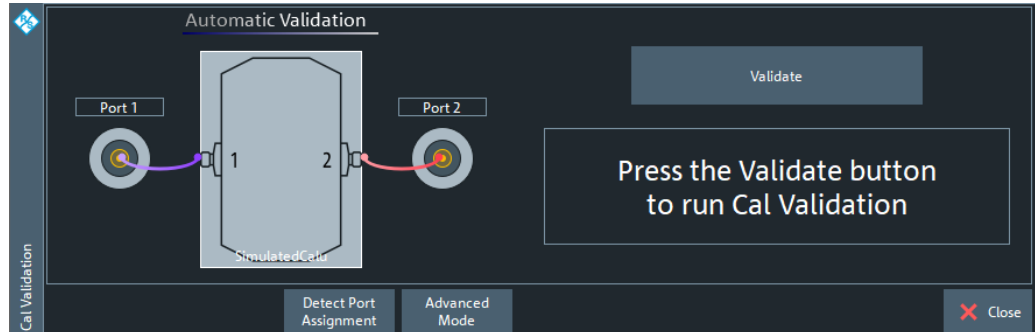 Automatic Validation
Port 1
Port 2
1
2
SimulatedCalu
Validate
Press the Validate button
to run Cal Validation
R&S
Cal Validation
Detect Port
Assignment
Advanced
Mode
Close